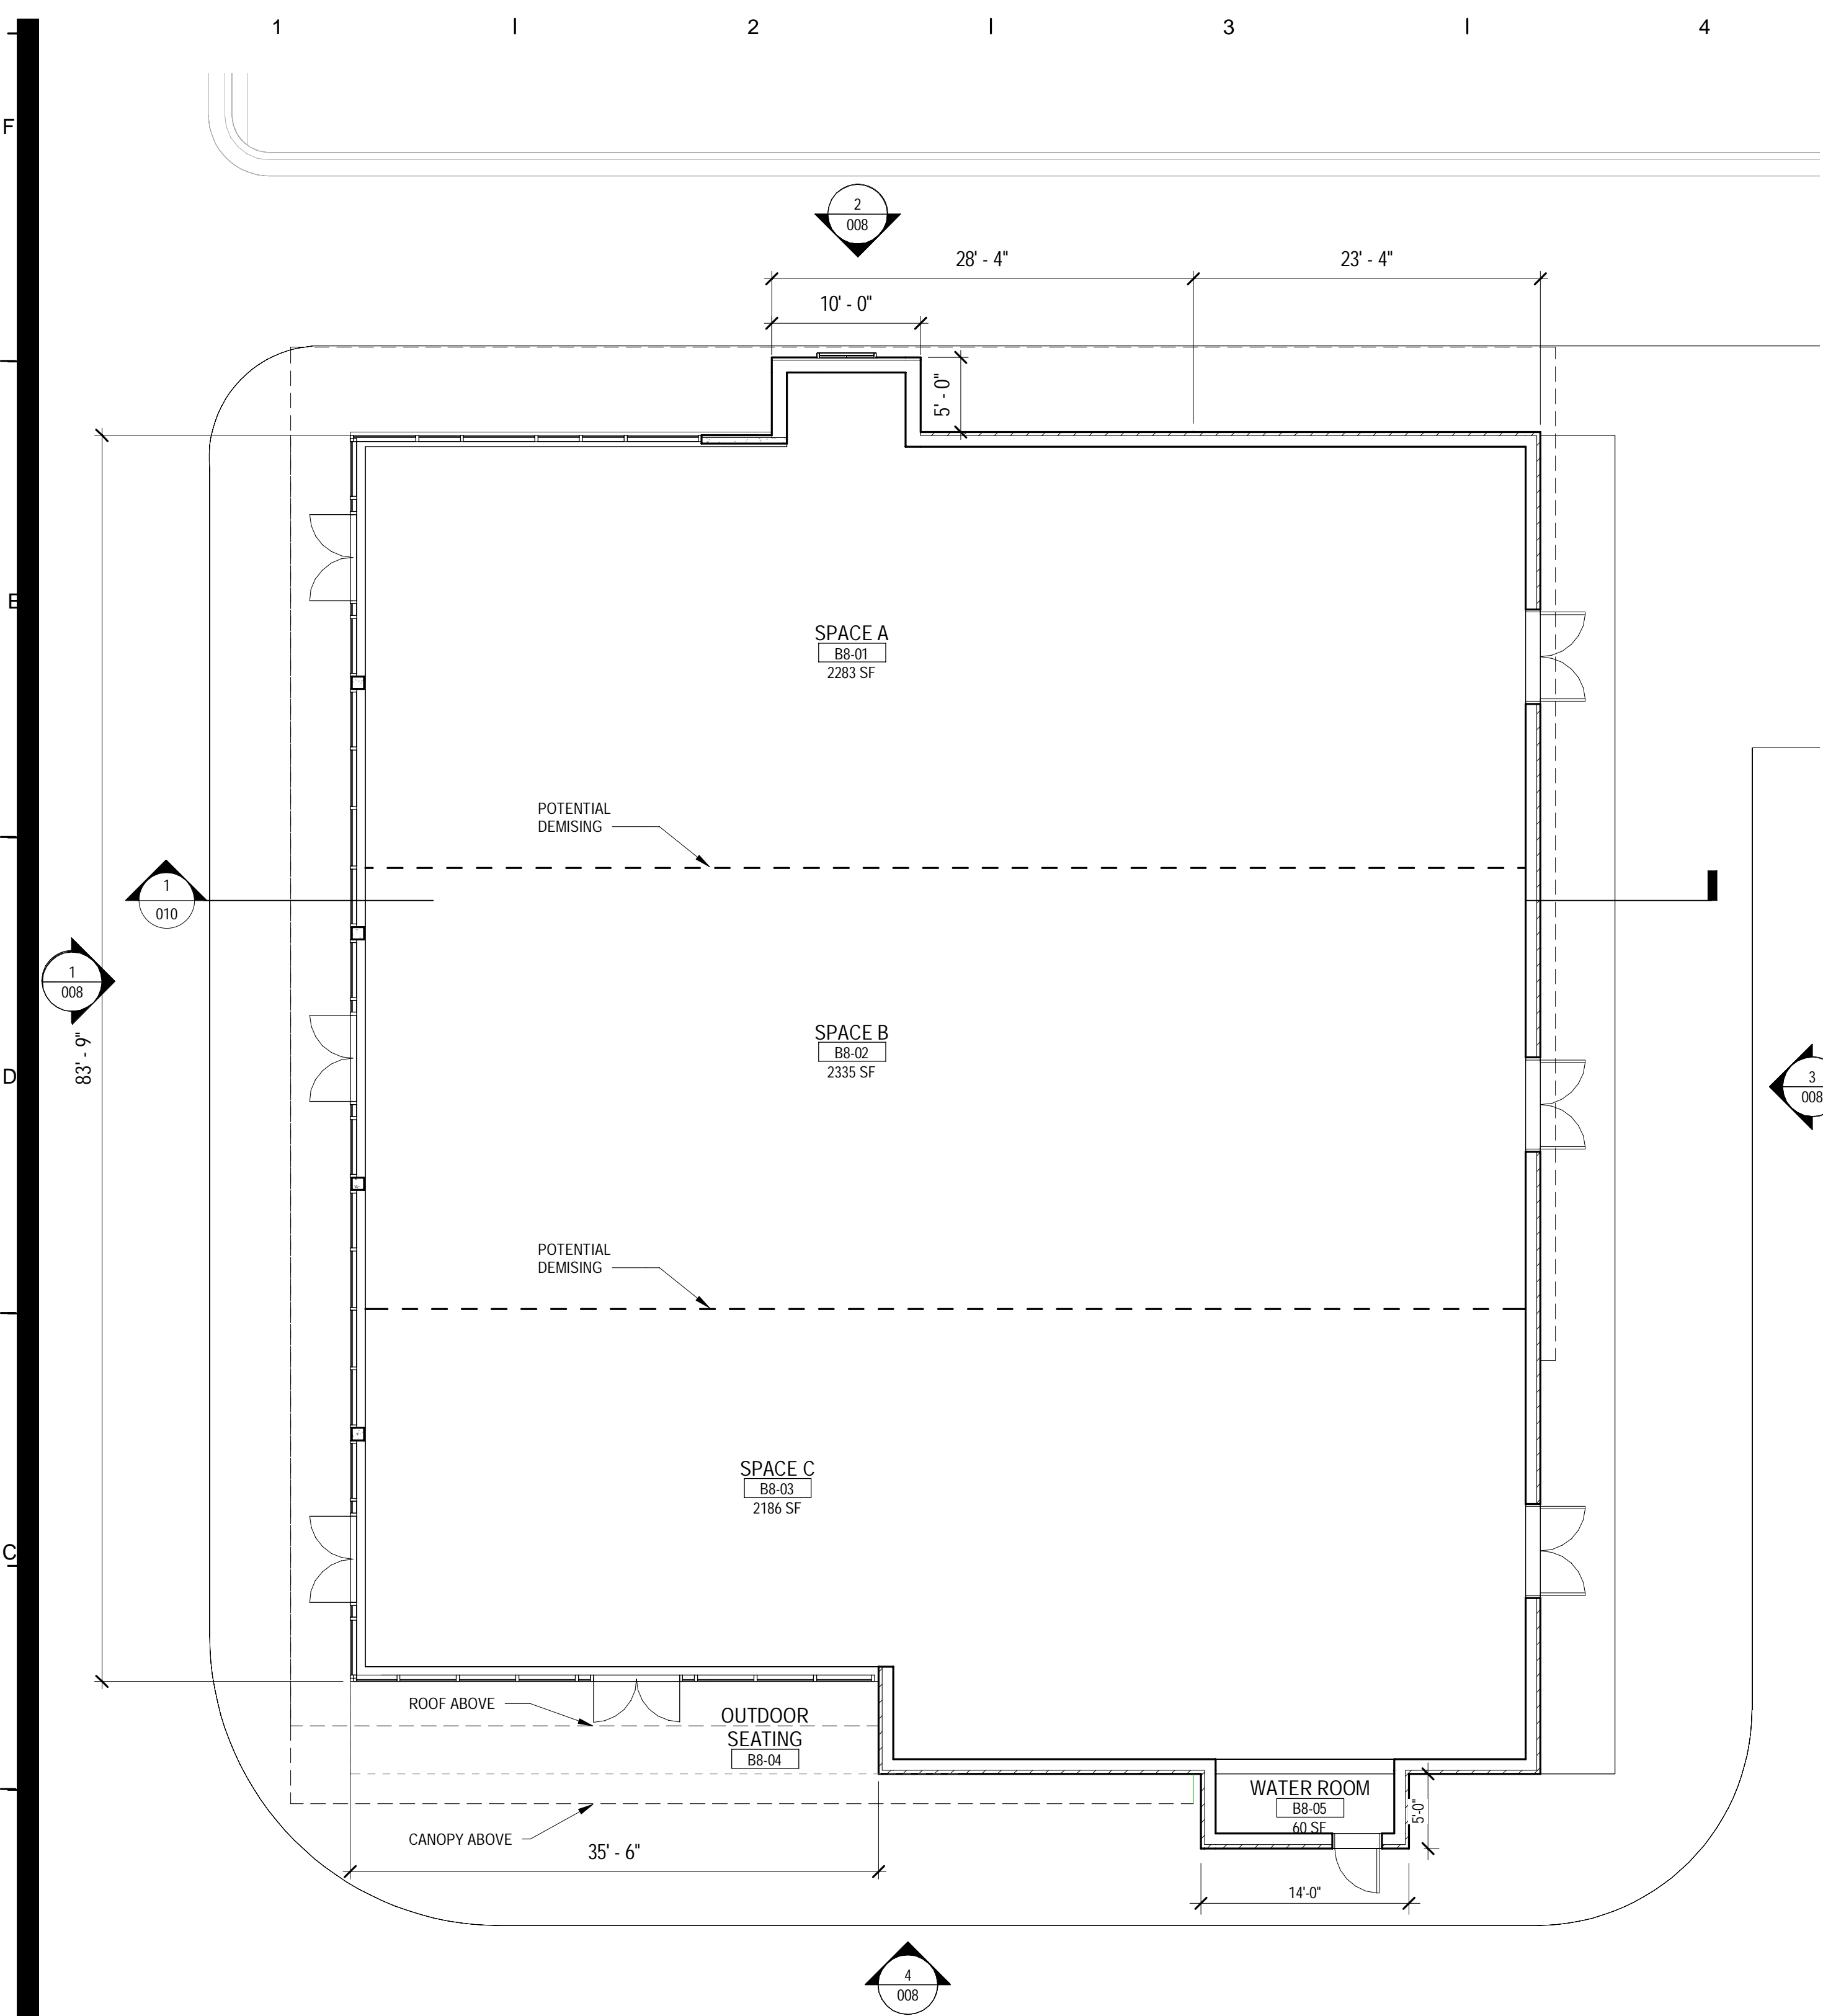 1
2
3
4
F
2
008
28' - 4"
23' - 4"
10' - 0"
5' - 0"
E
SPACE A
B8-01
2283 SF
POTENTIAL
DEMISING
1
010
1
008
83' - 9"
SPACE B
B8-02
2335 SF
D
3
008
POTENTIAL
DEMISING
SPACE C
B8-03
2186 SF
C
ROOF ABOVE
OUTDOOR
SEATING
B8-04
CANOPY ABOVE
WATER ROOM
B8-05
60 SF
5'-0"
35' - 6"
14'-0"
4
008